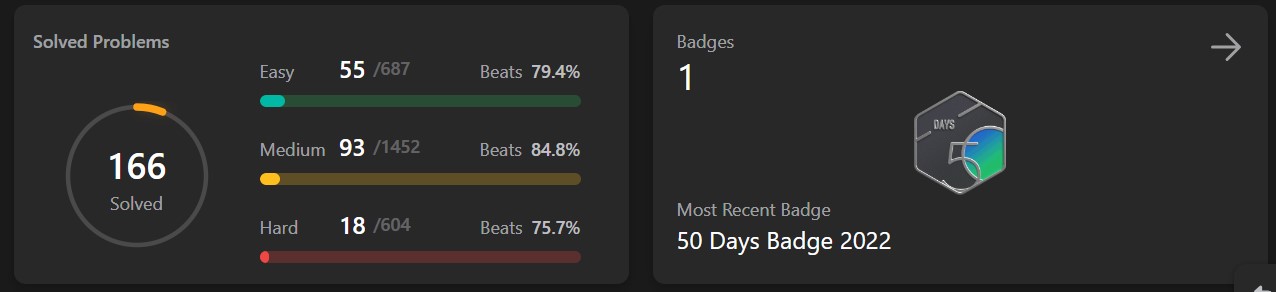 Solved Problems
166
Solved
Easy 55 /687 Beats 79.4%
Medium 93 /1452 Beats 84.8%
Hard 18 /604 Beats 75.7%
Badges
1
DAYS
5
Most Recent Badge
50 Days Badge 2022